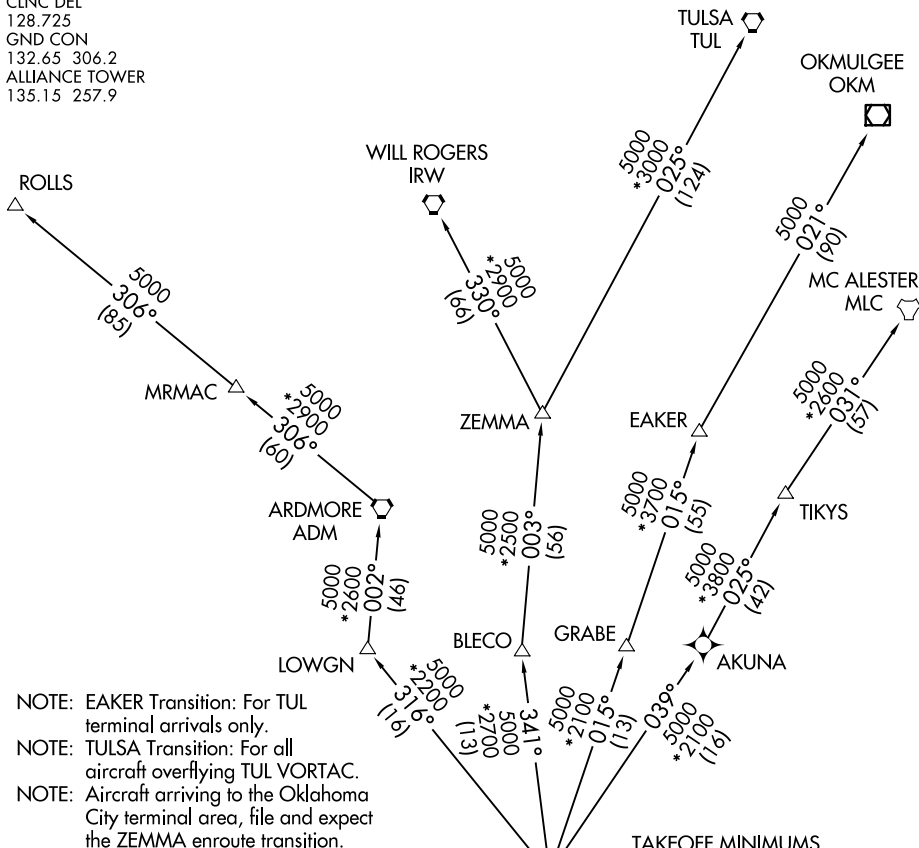 CLNC DEL
128.725
GND CON
132.65 306.2
ALLIANCE TOWER
135.15 257.9
TULSA
TUL
OKMULGEE
OKM
WILL ROGERS
IRW
ROLLS
5000
*3000
025°
(124)
5000
021°
(90)
5000
*2900
330°
(66)
5000
306°
(85)
MC ALESTER
MLC
MRMAC
5000
*2900
306°
(60)
ZEMMA
EAKER
5000
*2600
031°
(57)
ARDMORE
ADM
5000
*2500
003°
(56)
5000
*3700
015°
(55)
TIKYS
5000
*2600
002°
(46)
5000
*3800
025°
(42)
LOWGN
BLECO
GRABE
AKUNA
5000
*2200
316°
(16)
341°
5000
*2700
(13)
5000
*2100
015°
(13)
039°
5000
*2100
(16)
NOTE: EAKER Transition: For TUL
terminal arrivals only.
NOTE: TULSA Transition: For all
aircraft overflying TUL VORTAC.
NOTE: Aircraft arriving to the Oklahoma
City terminal area, file and expect
the ZEMMA enroute transition.
TAKEOFF MINIMUMS